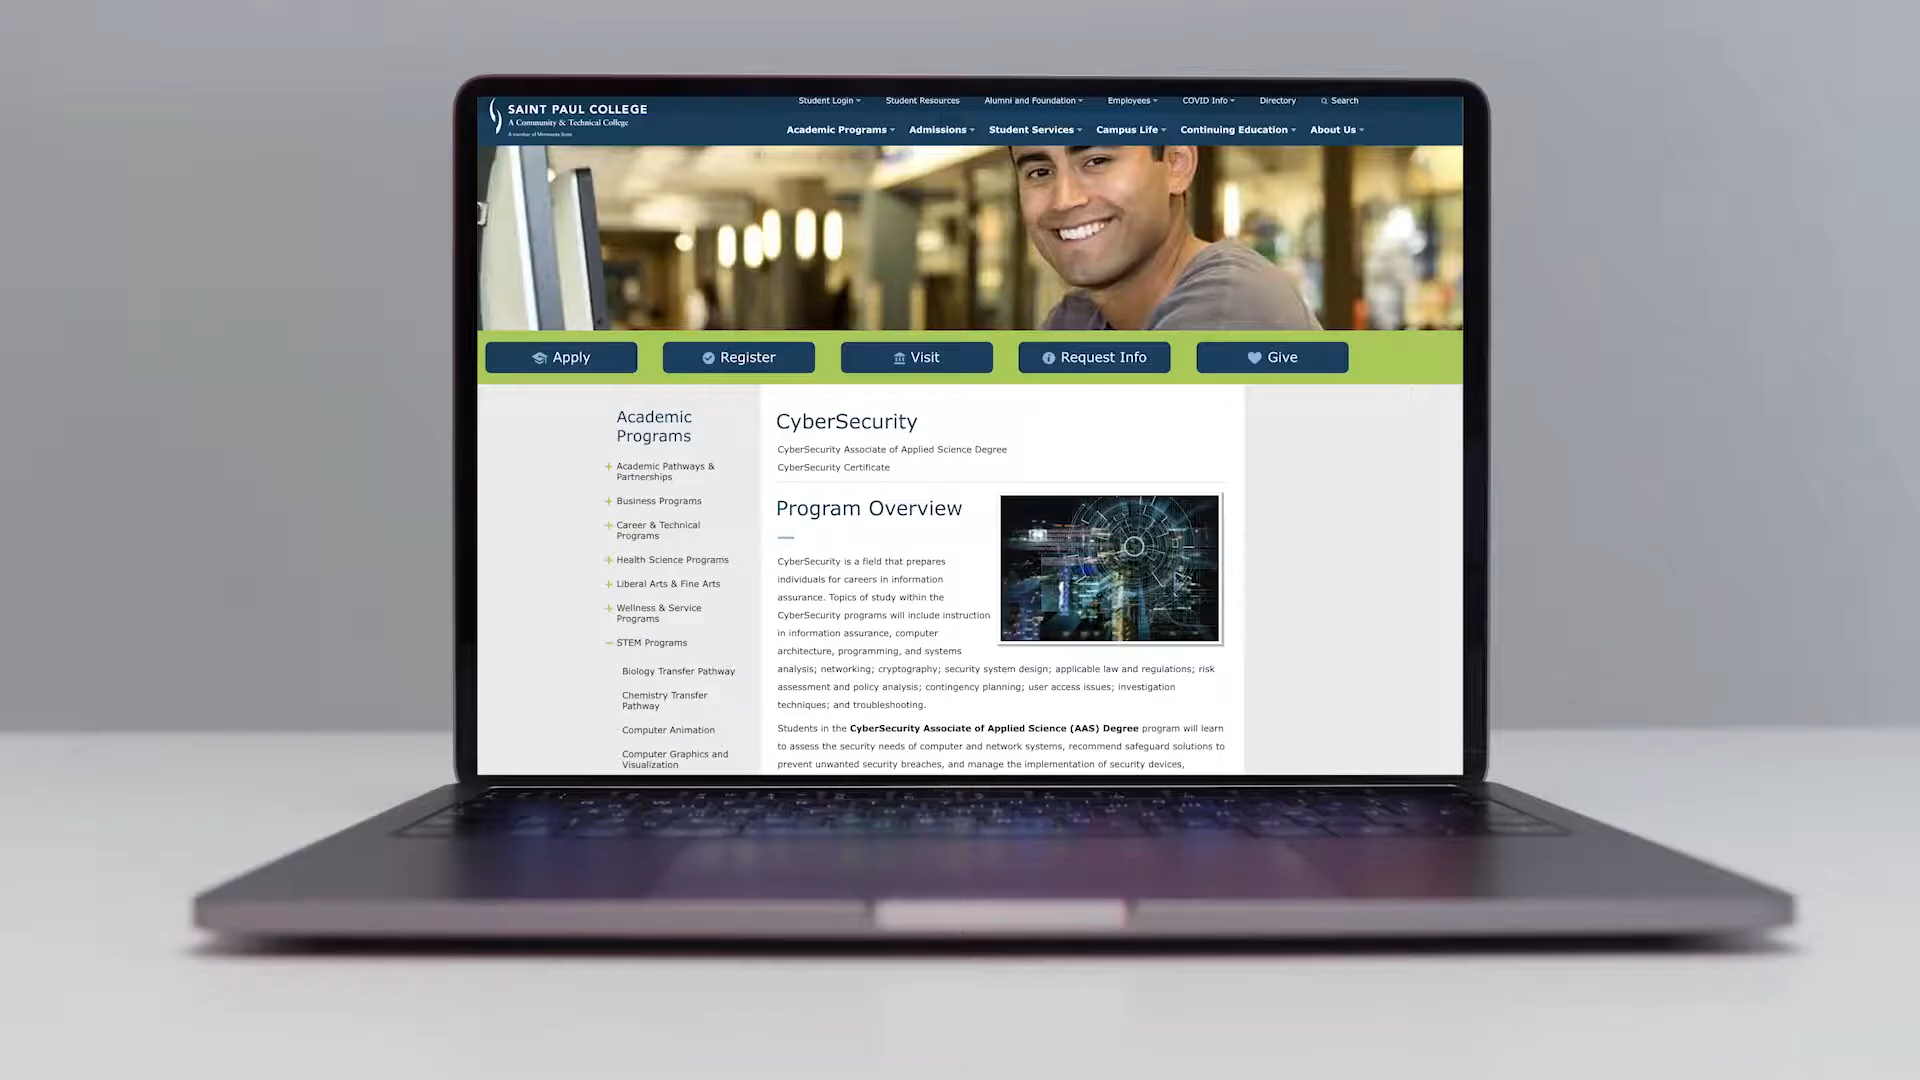 SAINT PAUL COLLEGE
A Community & Technical College
A member of Minnesota State
Student Login
Student Resources
Alumni and Foundation
Employees
COVID Info
Directory
Search
Academic Programs
Admissions
Student Services
Campus Life
Continuing Education
About Us
Apply
Register
Visit
Request Info
Give
Academic
Programs
Academic Pathways &
Partnerships
Business Programs
Career & Technical
Programs
Health Science Programs
Liberal Arts & Fine Arts
Wellness & Service
Programs
STEM Programs
Biology Transfer Pathway
Chemistry Transfer
Pathway
Computer Animation
Computer Graphics and
Visualization
CyberSecurity
CyberSecurity Associate of Applied Science Degree
CyberSecurity Certificate
Program Overview
CyberSecurity is a field that prepares
individuals for careers in information
assurance. Topics of study within the
CyberSecurity programs will include instruction
in information assurance, computer
architecture, programming, and systems
analysis; networking; cryptography; security system design; applicable law and regulations; risk
assessment and policy analysis; contingency planning; user access issues; investigation
techniques; and troubleshooting.
Students in the CyberSecurity Associate of Applied Science (AAS) Degree program will learn
to assess the security needs of computer and network systems, recommend safeguard solutions to
prevent unwanted security breaches, and manage the implementation of security devices,